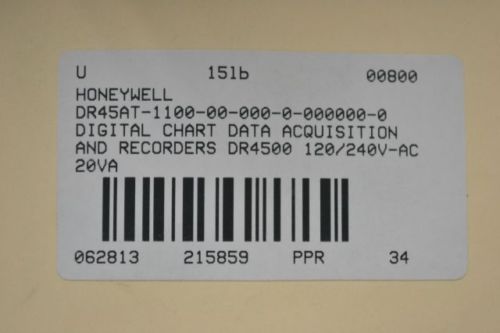 U 15lb 00800
HONEYWELL
DR45AT-1100-00-000-0-000000-0
DIGITAL CHART DATA ACQUISITION
AND RECORDERS DR4500 120/240V-AC
20VA
062813 215859 PPR 34